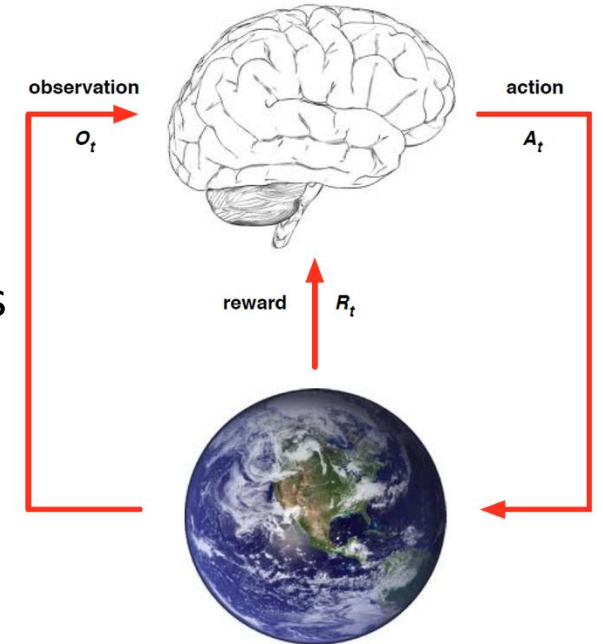 observation
action
O_t
A_t
s
reward
R_t